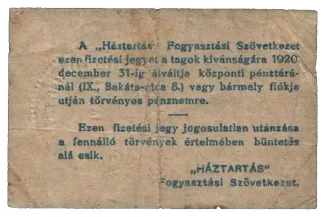 A „Háztartás" Fogyasztási Szövetkezet
ezen fizetési jegyet a tagok kivánságára 1920
december 31-ig átváltja központi pénztárá-
nál (IX., Bakáts-utca 8.) vagy bármely fiókja
utján törvényes pénznemre.
Ezen fizetési jegy jogosulatlan utánzása
a fennálló törvények értelmében büntetés
alá esik.
„HÁZTARTÁS"
Fogyasztási Szövetkezet.